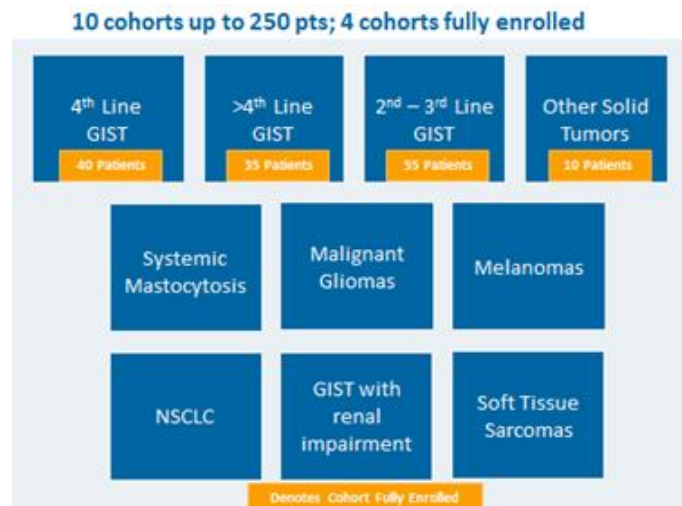 10 cohorts up to 250 pts; 4 cohorts fully enrolled
4th Line
GIST
40 Patients
>4th Line
GIST
35 Patients
2nd – 3rd Line
GIST
55 Patients
Other Solid
Tumors
10 Patients
Systemic
Mastocytosis
Malignant
Gliomas
Melanomas
NSCLC
GIST with
renal
impairment
Soft Tissue
Sarcomas
Denotes Cohort Fully Enrolled